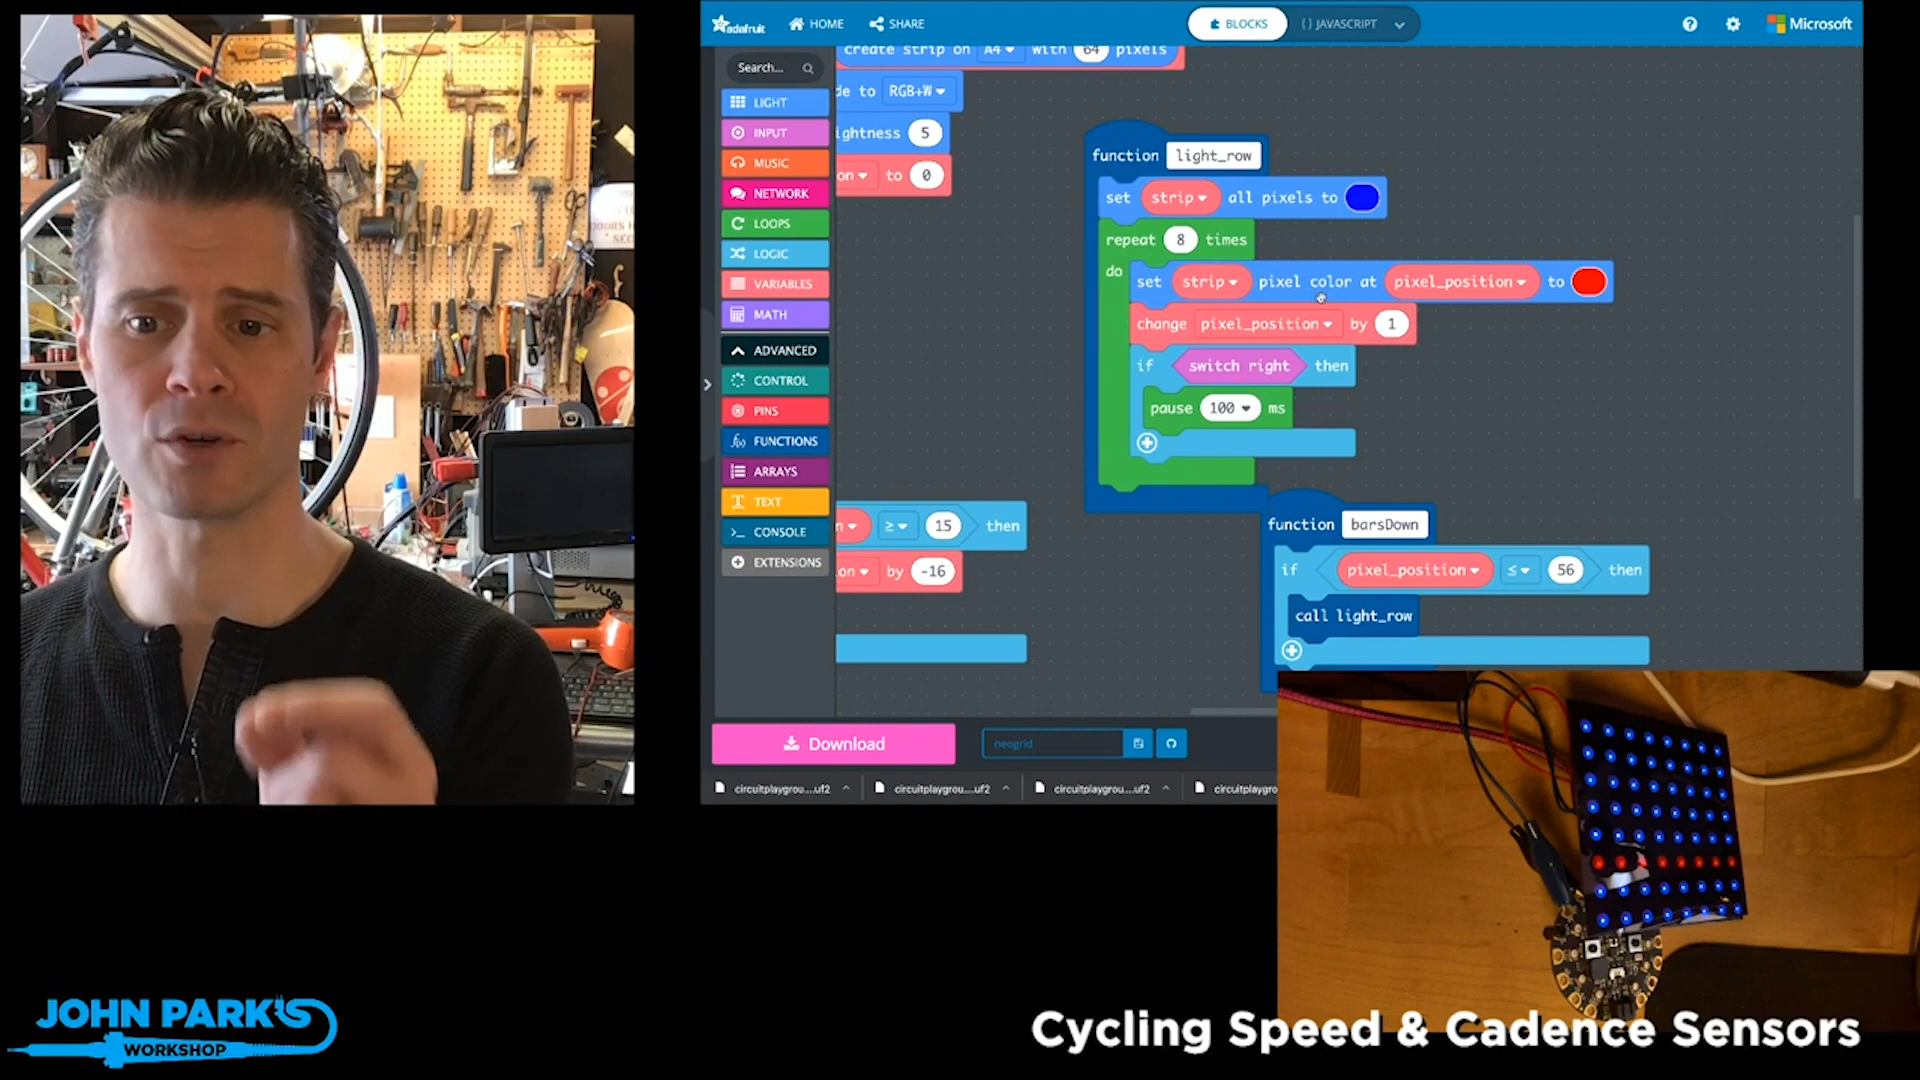 adafruit
HOME
SHARE
BLOCKS
{ } JAVASCRIPT
Microsoft
Search...
LIGHT
INPUT
MUSIC
NETWORK
LOOPS
LOGIC
VARIABLES
MATH
ADVANCED
CONTROL
PINS
FUNCTIONS
ARRAYS
TEXT
CONSOLE
EXTENSIONS
create strip on A4 with 64 pixels
de to RGB+W
ightness 5
on to 0
function light_row
set strip all pixels to
repeat 8 times
do set strip pixel color at pixel_position to
change pixel_position by 1
if switch right then
pause 100 ms
n ≥ 15 then
on by -16
function barsDown
if pixel_position ≤ 56 then
call light_row
Download
neogrid
circuitplaygrou....uf2
circuitplaygrou....uf2
circuitplaygrou....uf2
circuitplaygro
JOHN PARK'S
WORKSHOP
Cycling Speed & Cadence Sensors